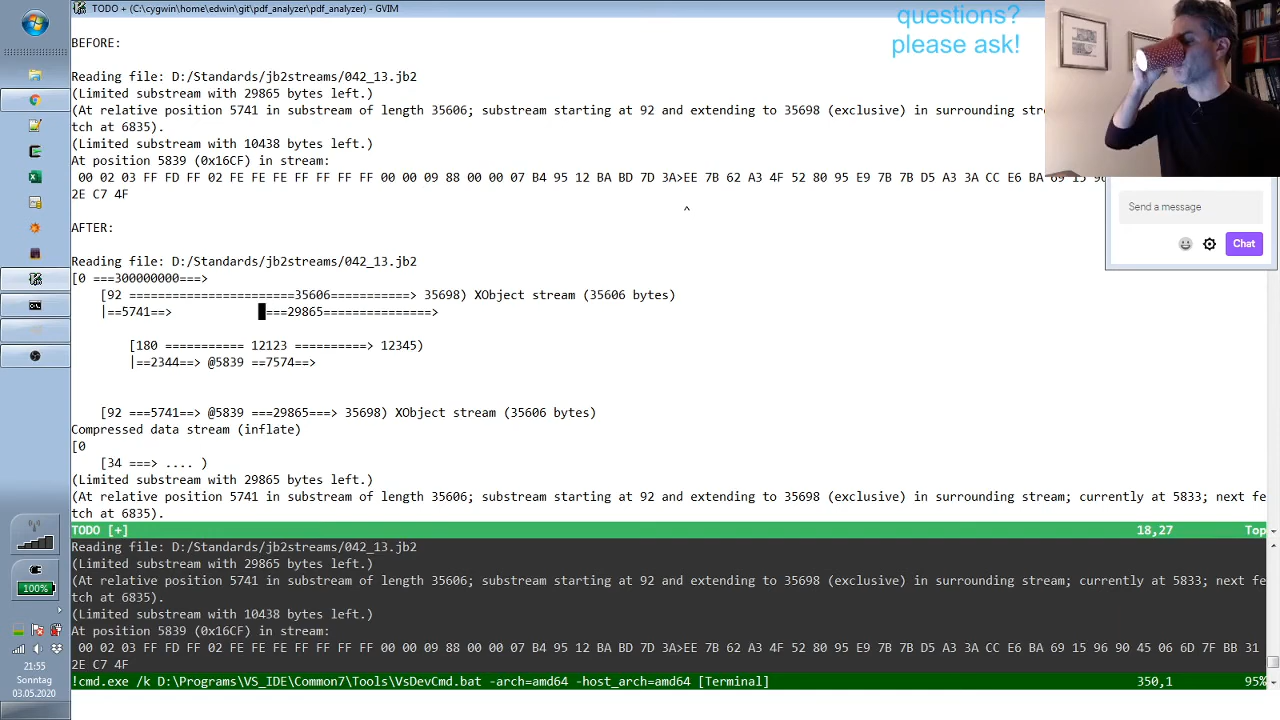 TODO + (C:\cygwin\home\edwin\git\pdf_analyzer\pdf_analyzer) - GVIM
questions?
please ask!
BEFORE:
Reading file: D:/Standards/jb2streams/042_13.jb2
(Limited substream with 29865 bytes left.)
(At relative position 5741 in substream of length 35606; substream starting at 92 and extending to 35698 (exclusive) in surrounding
tch at 6835).
(Limited substream with 10438 bytes left.)
At position 5839 (0x16CF) in stream:
00 02 03 FF FD FF 02 FE FE FE FF FF FF FF 00 00 09 88 00 00 07 B4 95 12 BA BD 7D 3A>EE 7B 62 A3 4F 52 80 95 E9 7B 7B D5 A3 3A CC E6 BA 69 15
2E C7 4F
^
AFTER:
Reading file: D:/Standards/jb2streams/042_13.jb2
[0 ===300000000===>
[92 =======================35606===========> 35698) XObject stream (35606 bytes)
|==5741==> ===29865===============>
[180 =========== 12123 ==========> 12345)
|==2344==> @5839 ==7574==>
[92 ===5741==> @5839 ===29865===> 35698) XObject stream (35606 bytes)
Compressed data stream (inflate)
[0
[34 ===> .... )
(Limited substream with 29865 bytes left.)
(At relative position 5741 in substream of length 35606; substream starting at 92 and extending to 35698 (exclusive) in surrounding stream; currently at 5833; next fe
tch at 6835).
TODO [+] 18,27 Top
Reading file: D:/Standards/jb2streams/042_13.jb2
(Limited substream with 29865 bytes left.)
(At relative position 5741 in substream of length 35606; substream starting at 92 and extending to 35698 (exclusive) in surrounding stream; currently at 5833; next fe
tch at 6835).
(Limited substream with 10438 bytes left.)
At position 5839 (0x16CF) in stream:
00 02 03 FF FD FF 02 FE FE FE FF FF FF FF 00 00 09 88 00 00 07 B4 95 12 BA BD 7D 3A>EE 7B 62 A3 4F 52 80 95 E9 7B 7B D5 A3 3A CC E6 BA 69 15 96 90 45 06 6D 7F BB 31
2E C7 4F
!cmd.exe /k D:\Programs\VS_IDE\Common7\Tools\VsDevCmd.bat -arch=amd64 -host_arch=amd64 [Terminal] 350,1 95%
Send a message
Chat
100%
21:55
Sonntag
03.05.2020